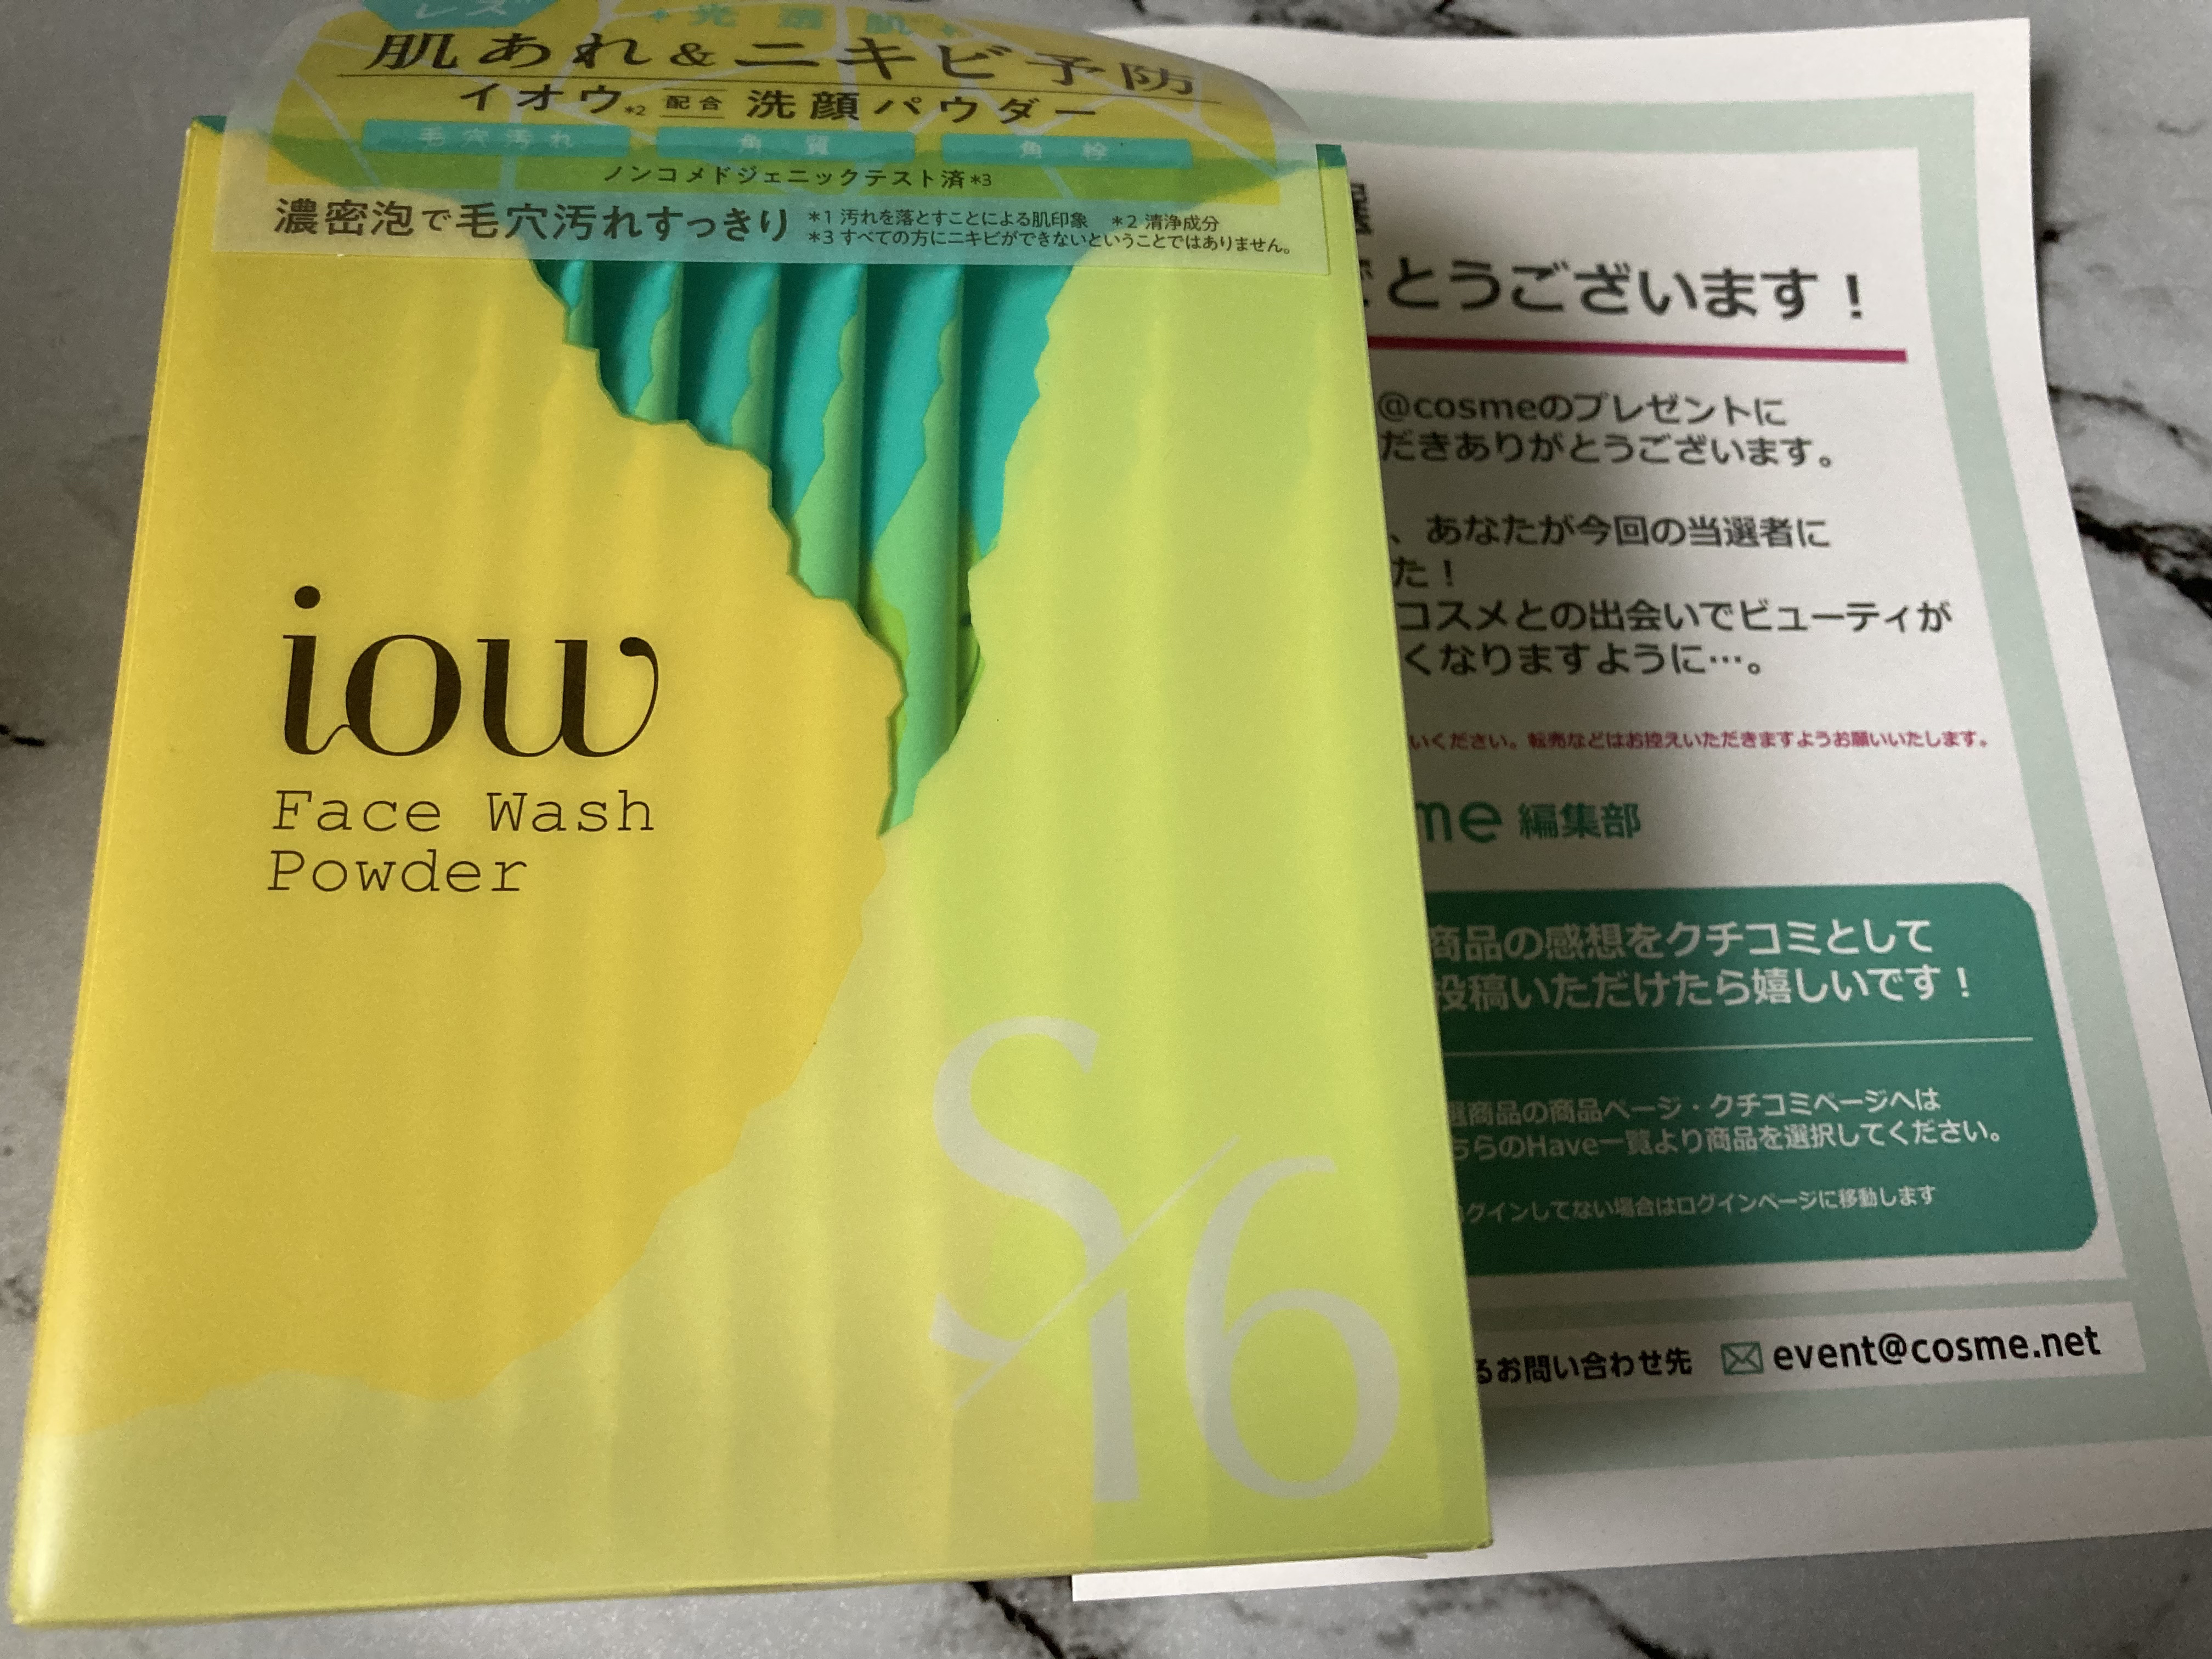 レス
光透肌
肌あれ&ニキビ予防
イオウ*2 配合 洗顔パウダー
毛穴汚れ 角質 角栓
ノンコメドジェニックテスト済*3
濃密泡で毛穴汚れすっきり
*1 汚れを落とすことによる肌印象 *2 清浄成分
*3 すべての方にニキビができないということではありません。
iow
Face Wash
Powder
S16
とうございます！
@cosmeのプレゼントに
だきありがとうございます。
、あなたが今回の当選者に
た！
コスメとの出会いでビューティが
くなりますように…。
いください。転売などはお控えいただきますようお願いいたします。
me 編集部
商品の感想をクチコミとして
投稿いただけたら嬉しいです！
選商品の商品ページ・クチコミページへは
ちらのHave一覧より商品を選択してください。
グインしてない場合はログインページに移動します
るお問い合わせ先 event@cosme.net